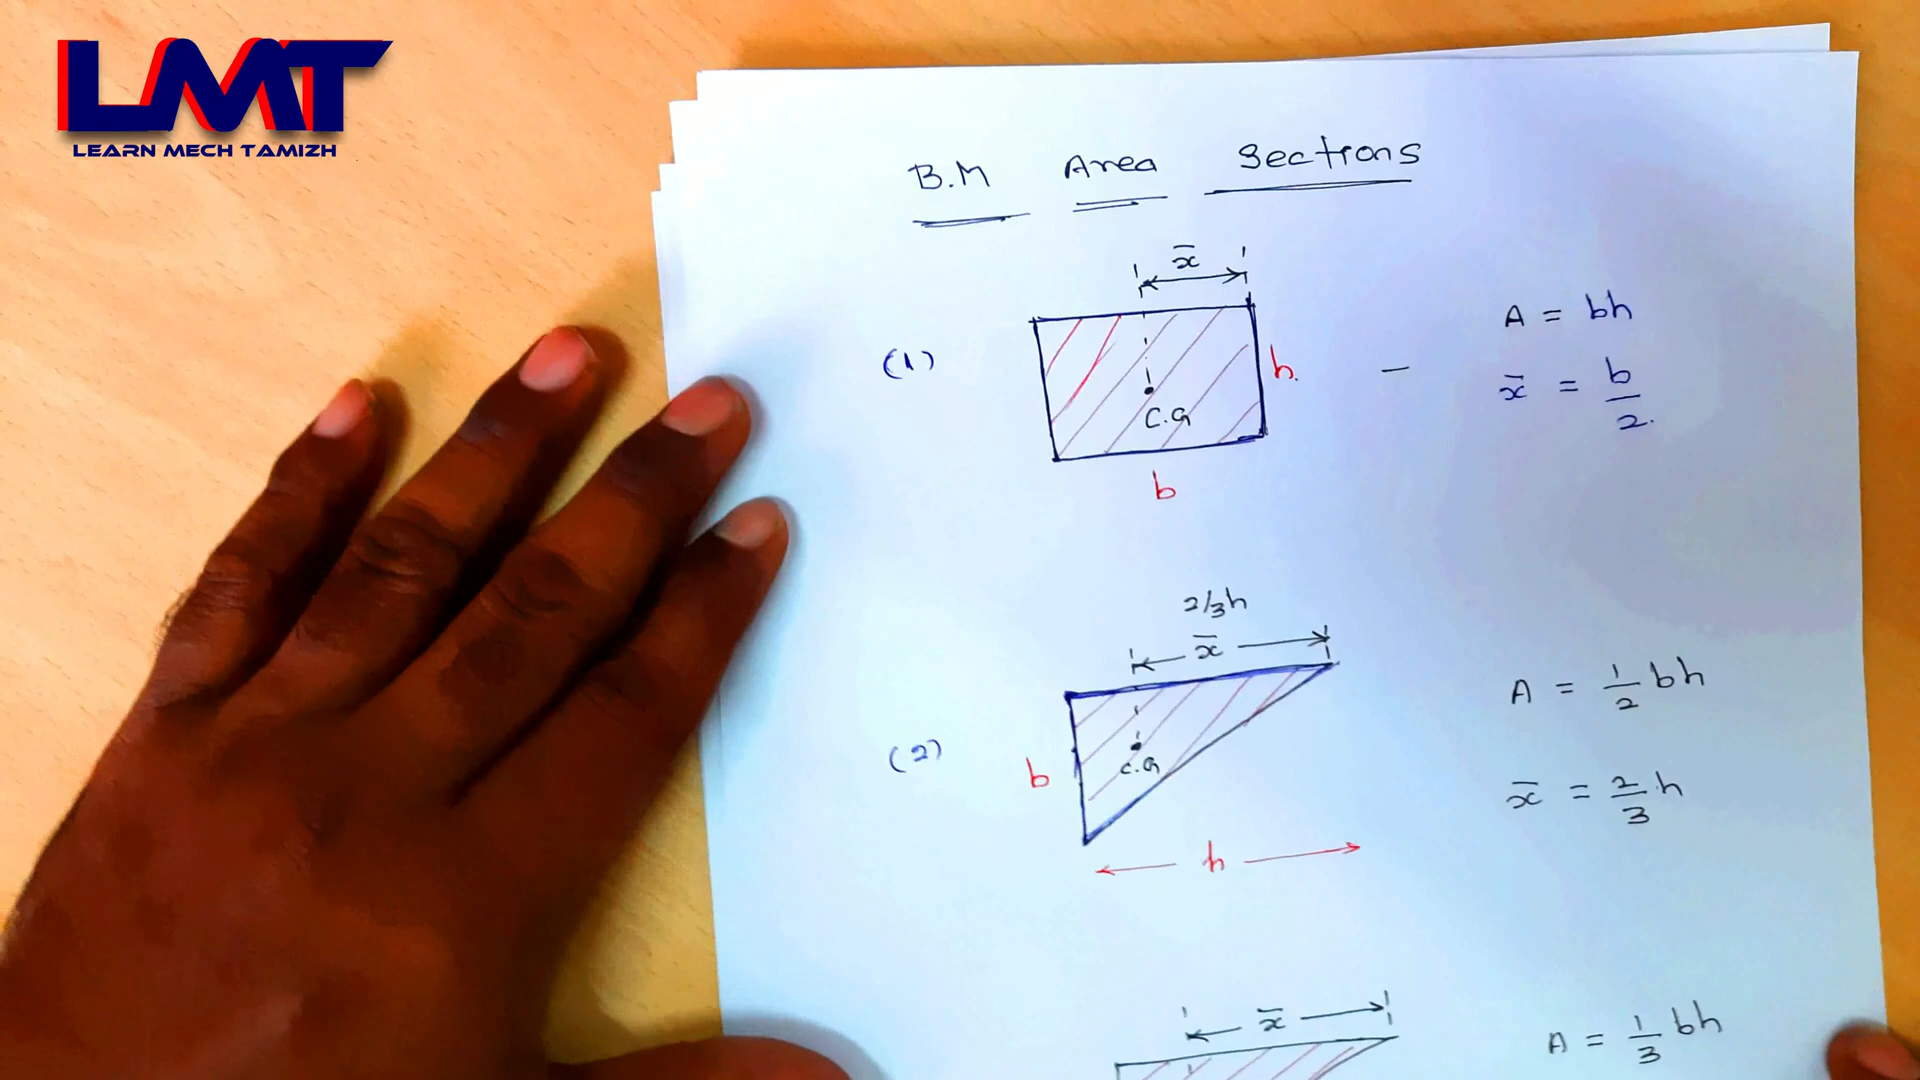 LMT
LEARN MECH TAMIZH
B.M Area Sections
x̄
(1)
h.
C.G
b
— A = bh
x̄ = b/2.
2/3h
x̄
(2)
b
C.G
h
A = 1/2 bh
x̄ = 2/3 h
x̄
A = 1/3 bh